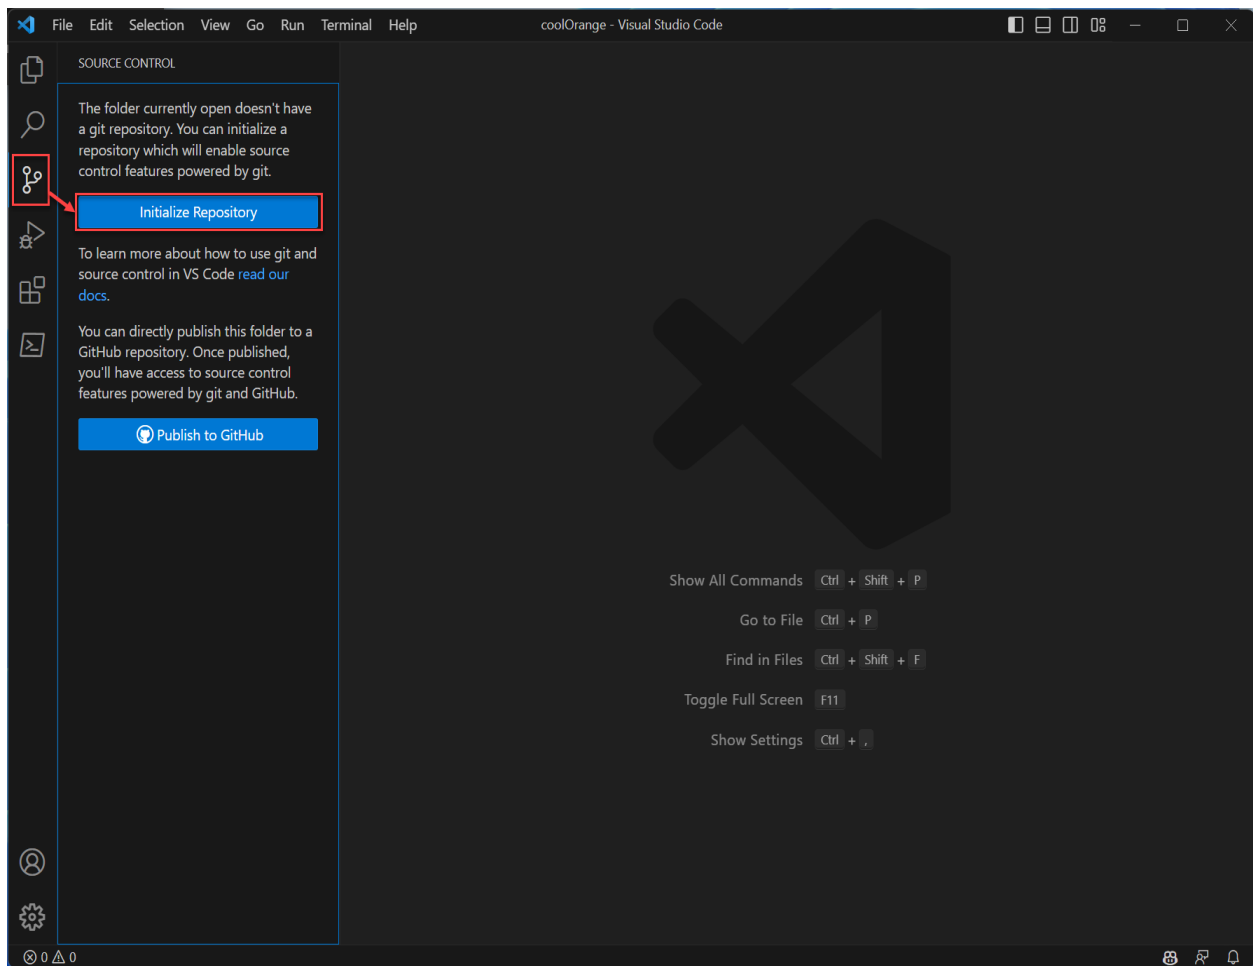 File Edit Selection View Go Run Terminal Help coolOrange - Visual Studio Code
SOURCE CONTROL
The folder currently open doesn't have
a git repository. You can initialize a
repository which will enable source
control features powered by git.
Initialize Repository
To learn more about how to use git and
source control in VS Code read our
docs.
You can directly publish this folder to a
GitHub repository. Once published,
you'll have access to source control
features powered by git and GitHub.
Publish to GitHub
Show All Commands Ctrl + Shift + P
Go to File Ctrl + P
Find in Files Ctrl + Shift + F
Toggle Full Screen F11
Show Settings Ctrl + ,
0 0